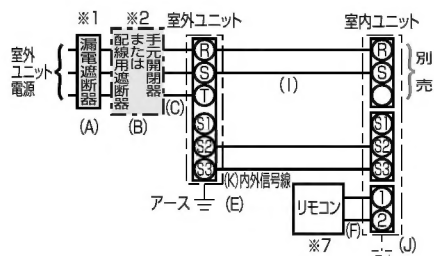 ※1
※2
室外ユニット
室内ユニット
室外
ユニット
電源
漏電遮断器
手元開閉器
または
配線用遮断器
(A)
(B)
(C)
R
S
T
S1
S2
S3
(I)
R
S
S1
S2
S3
別売
(K)内外信号線
アース
(E)
リモコン
※7
(F)
1
2
(J)